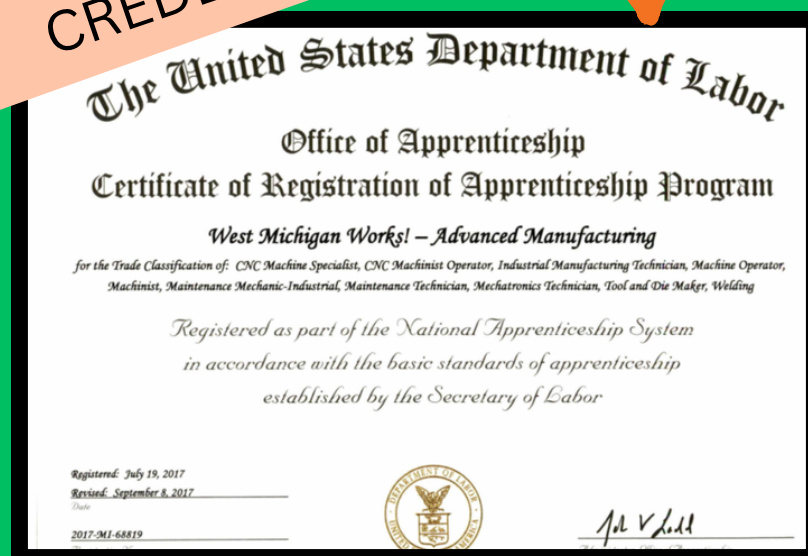 The United States Department of Labor
Office of Apprenticeship
Certificate of Registration of Apprenticeship Program
West Michigan Works! – Advanced Manufacturing
for the Trade Classification of: CNC Machine Specialist, CNC Machinist Operator, Industrial Manufacturing Technician, Machine Operator,
Machinist, Maintenance Mechanic-Industrial, Maintenance Technician, Mechatronics Technician, Tool and Die Maker, Welding
Registered as part of the National Apprenticeship System
in accordance with the basic standards of apprenticeship
established by the Secretary of Labor
Registered: July 19, 2017
Revised: September 8, 2017
Date
2017-MI-68819
DEPARTMENT OF LABOR